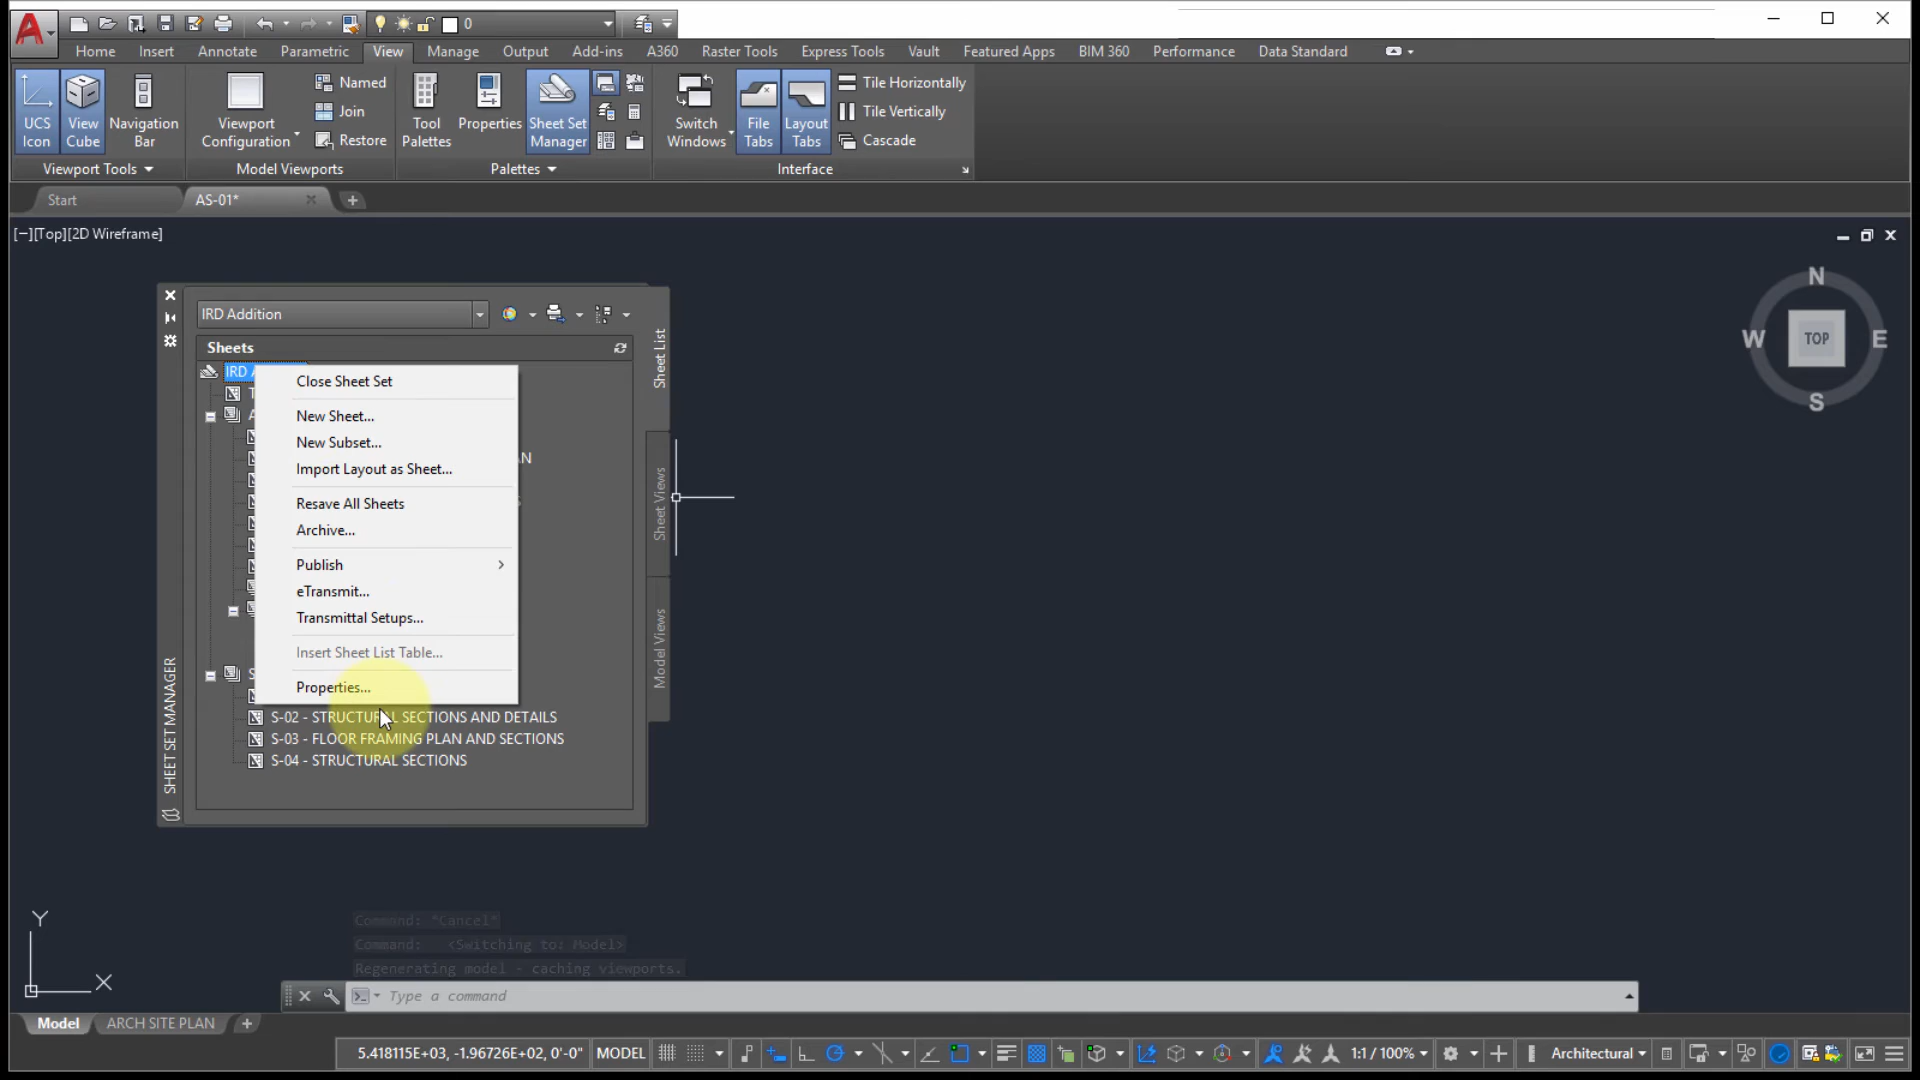 0
Home Insert Annotate Parametric View Manage Output Add-ins A360 Raster Tools Express Tools Vault Featured Apps BIM 360 Performance Data Standard
UCS Icon
View Cube
Navigation Bar
Viewport Configuration
Named
Join
Restore
Tool Palettes
Properties
Sheet Set Manager
Switch Windows
File Tabs
Layout Tabs
Tile Horizontally
Tile Vertically
Cascade
Viewport Tools Model Viewports Palettes Interface
Start AS-01*
[−][Top][2D Wireframe]
N
W TOP E
S
IRD Addition
Sheets
IRD
Close Sheet Set
New Sheet...
New Subset...
Import Layout as Sheet...
Resave All Sheets
Archive...
Publish
eTransmit...
Transmittal Setups...
Insert Sheet List Table...
Properties...
S-02 - STRUCTURAL SECTIONS AND DETAILS
S-03 - FLOOR FRAMING PLAN AND SECTIONS
S-04 - STRUCTURAL SECTIONS
Sheet List
Sheet Views
Model Views
SHEET SET MANAGER
Y
X
Command: "Cancel"
Command: <Switching to: Model>
Regenerating model - caching viewports.
Type a command
Model ARCH SITE PLAN
5.418115E+03, -1.96726E+02, 0'-0" MODEL 1:1 / 100% Architectural